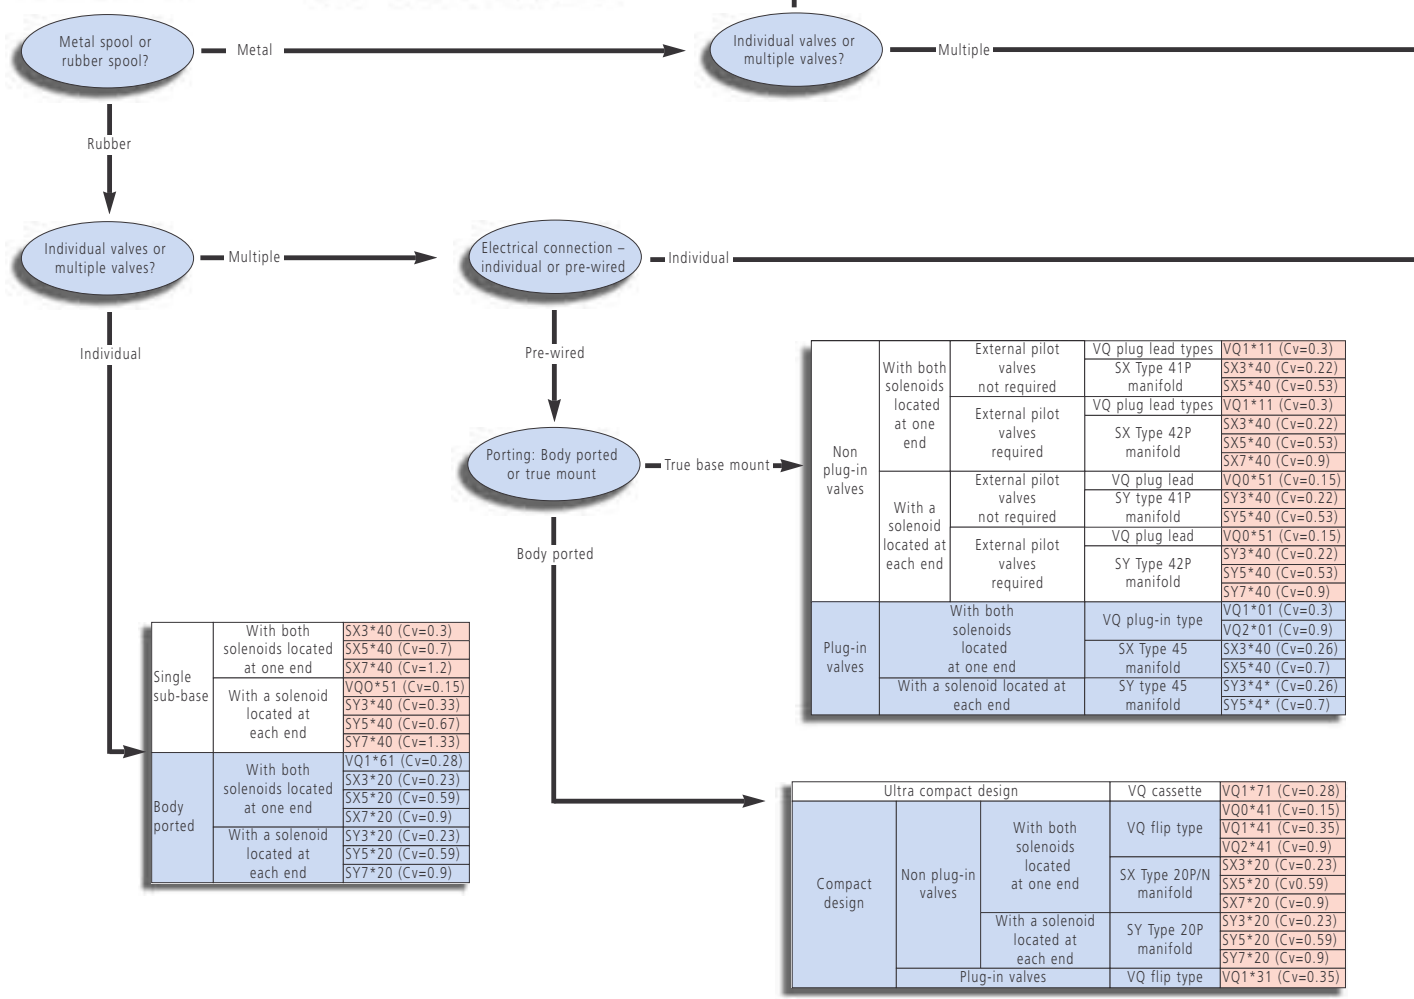 Metal spool or
rubber spool?
Metal
Individual valves or
multiple valves?
Multiple
Rubber
Individual valves or
multiple valves?
Multiple
Electrical connection –
individual or pre-wired
Individual
Individual
Pre-wired
Porting: Body ported
or true mount
True base mount
Body ported
Non
plug-in
valves
With both
solenoids
located
at one
end
External pilot
valves
not required
VQ plug lead types
VQ1*11 (Cv=0.3)
SX Type 41P
manifold
SX3*40 (Cv=0.22)
SX5*40 (Cv=0.53)
External pilot
valves
required
VQ plug lead types
VQ1*11 (Cv=0.3)
SX Type 42P
manifold
SX3*40 (Cv=0.22)
SX5*40 (Cv=0.53)
SX7*40 (Cv=0.9)
With a
solenoid
located at
each end
External pilot
valves
not required
VQ plug lead
VQ0*51 (Cv=0.15)
SY type 41P
manifold
SY3*40 (Cv=0.22)
SY5*40 (Cv=0.53)
External pilot
valves
required
VQ plug lead
VQ0*51 (Cv=0.15)
SY Type 42P
manifold
SY3*40 (Cv=0.22)
SY5*40 (Cv=0.53)
SY7*40 (Cv=0.9)
Plug-in
valves
With both
solenoids
located
at one end
VQ plug-in type
VQ1*01 (Cv=0.3)
VQ2*01 (Cv=0.9)
SX Type 45
manifold
SX3*40 (Cv=0.26)
SX5*40 (Cv=0.7)
With a solenoid located at
each end
SY type 45
manifold
SY3*4* (Cv=0.26)
SY5*4* (Cv=0.7)
Single
sub-base
With both
solenoids located
at one end
SX3*40 (Cv=0.3)
SX5*40 (Cv=0.7)
SX7*40 (Cv=1.2)
With a solenoid
located at
each end
VQO*51 (Cv=0.15)
SY3*40 (Cv=0.33)
SY5*40 (Cv=0.67)
SY7*40 (Cv=1.33)
Body
ported
With both
solenoids located
at one end
VQ1*61 (Cv=0.28)
SX3*20 (Cv=0.23)
SX5*20 (Cv=0.59)
SX7*20 (Cv=0.9)
With a solenoid
located at
each end
SY3*20 (Cv=0.23)
SY5*20 (Cv=0.59)
SY7*20 (Cv=0.9)
Ultra compact design
VQ cassette
VQ1*71 (Cv=0.28)
Compact
design
Non plug-in
valves
With both
solenoids
located
at one end
VQ flip type
VQ0*41 (Cv=0.15)
VQ1*41 (Cv=0.35)
VQ2*41 (Cv=0.9)
SX Type 20P/N
manifold
SX3*20 (Cv=0.23)
SX5*20 (Cv0.59)
SX7*20 (Cv=0.9)
With a solenoid
located at
each end
SY Type 20P
manifold
SY3*20 (Cv=0.23)
SY5*20 (Cv=0.59)
SY7*20 (Cv=0.9)
Plug-in valves
VQ flip type
VQ1*31 (Cv=0.35)